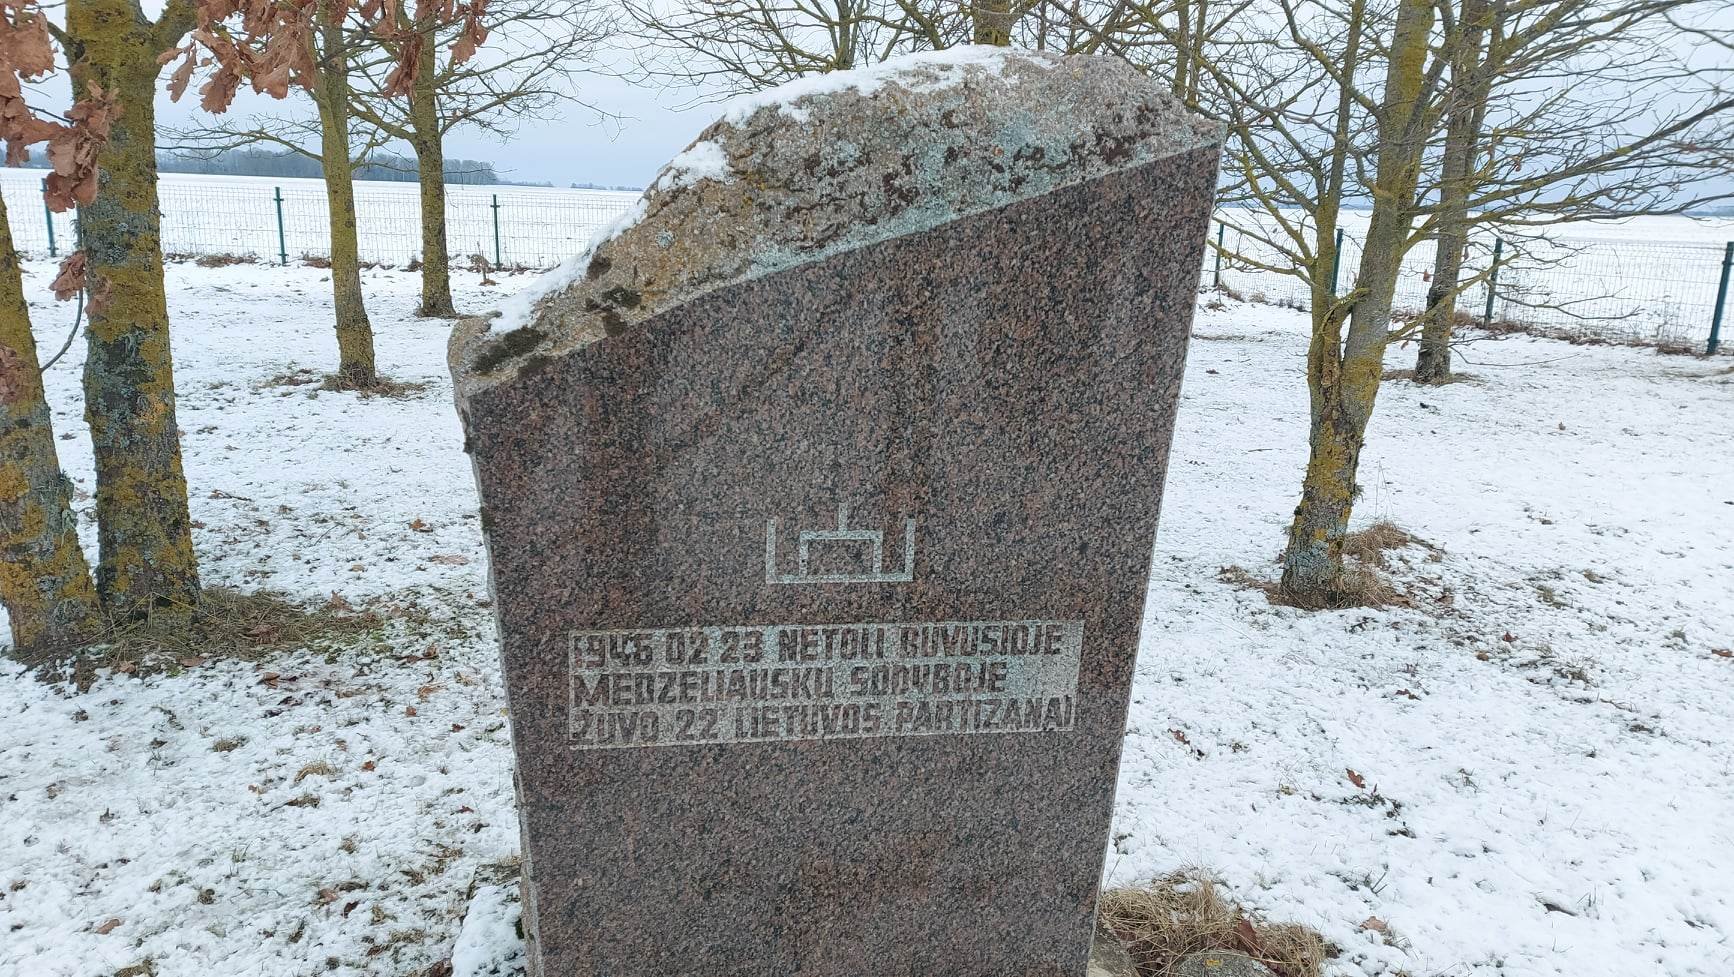 1946 02 23 NETOLI BUVUSIOJE
MEDZELIAUSKŲ SODYBOJE
ŽUVO 22 LIETUVOS PARTIZANAI